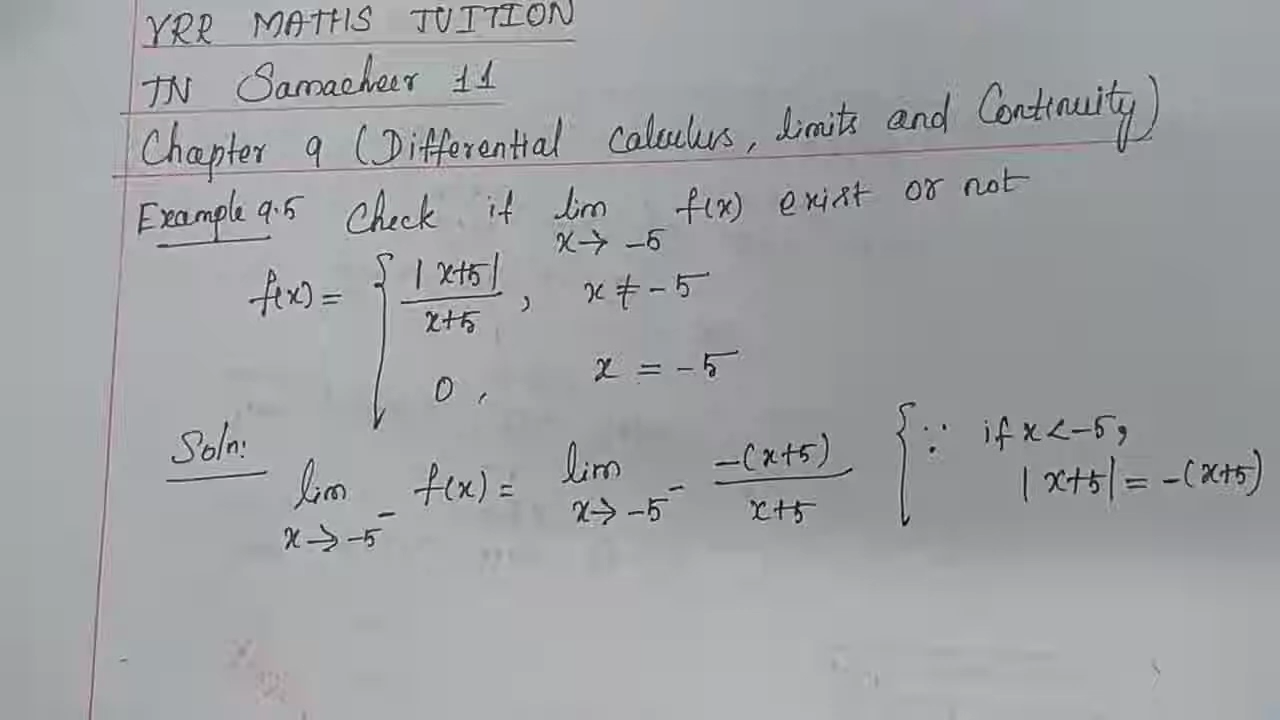 YRR MATHS TUITION
TN Samacheer 11
Chapter 9 (Differential calculus, limits and Continuity)
Example 9.5 Check if lim x→ -5 f(x) exist or not
f(x) = { |x+5| / x+5 , x ≠ -5
0 , x = -5
Soln:
lim x→ -5⁻ f(x) = lim x→ -5⁻ -(x+5) / x+5 { ∵ if x < -5,
|x+5| = -(x+5)